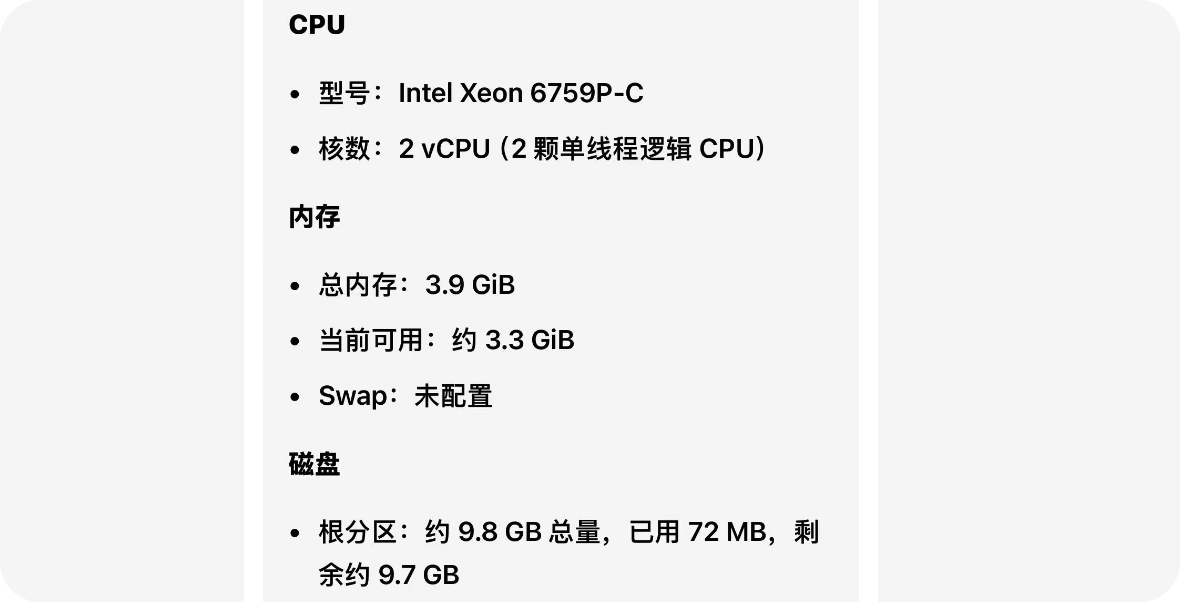 CPU
• 型号：Intel Xeon 6759P-C
• 核数：2 vCPU（2 颗单线程逻辑 CPU）
内存
• 总内存：3.9 GiB
• 当前可用：约 3.3 GiB
• Swap：未配置
磁盘
• 根分区：约 9.8 GB 总量，已用 72 MB，剩
余约 9.7 GB